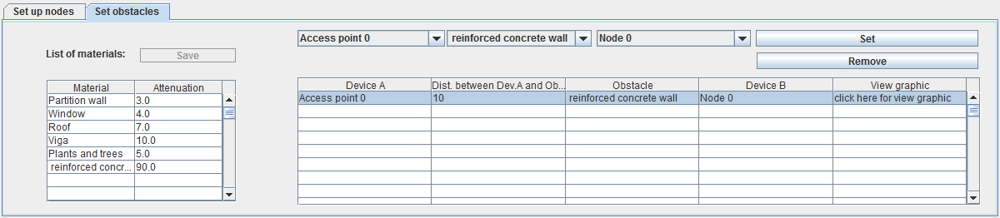 Set up nodes
Set obstacles
Access point 0
reinforced concrete wall
Node 0
Set
List of materials:
Save
Remove
Material
Attenuation
Partition wall
3.0
Window
4.0
Roof
7.0
Viga
10.0
Plants and trees
5.0
reinforced concr...
90.0
Device A
Dist. between Dev.A and Ob...
Obstacle
Device B
View graphic
Access point 0
10
reinforced concrete wall
Node 0
click here for view graphic